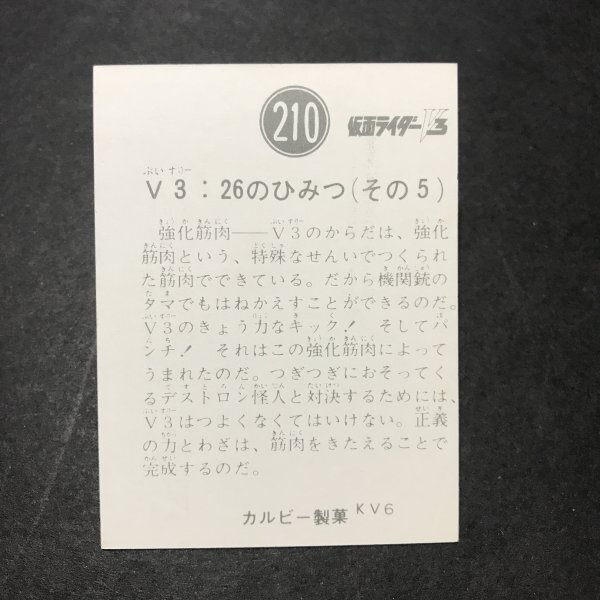 210 仮面ライダーV3
V3：26のひみつ(その5)
強化筋肉――V3のからだは、強化
筋肉という、特殊なせんいでつくられ
た筋肉でできている。だから機関銃の
タマでもはねかえすことができるのだ。
V3のきょう力なキック！ そしてパ
ンチ！ それはこの強化筋肉によって
うまれたのだ。つぎつぎにおそってく
るデストロン怪人と対決するためには、
V3はつよくなくてはいけない。正義
の力とわざは、筋肉をきたえることで
完成するのだ。
カルビー製菓 KV6